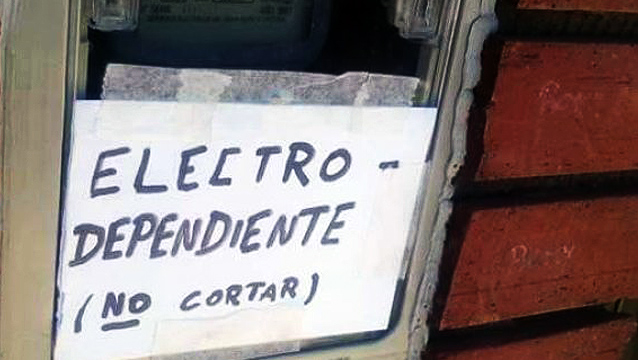 ELECTRO-
DEPENDIENTE
(NO CORTAR)